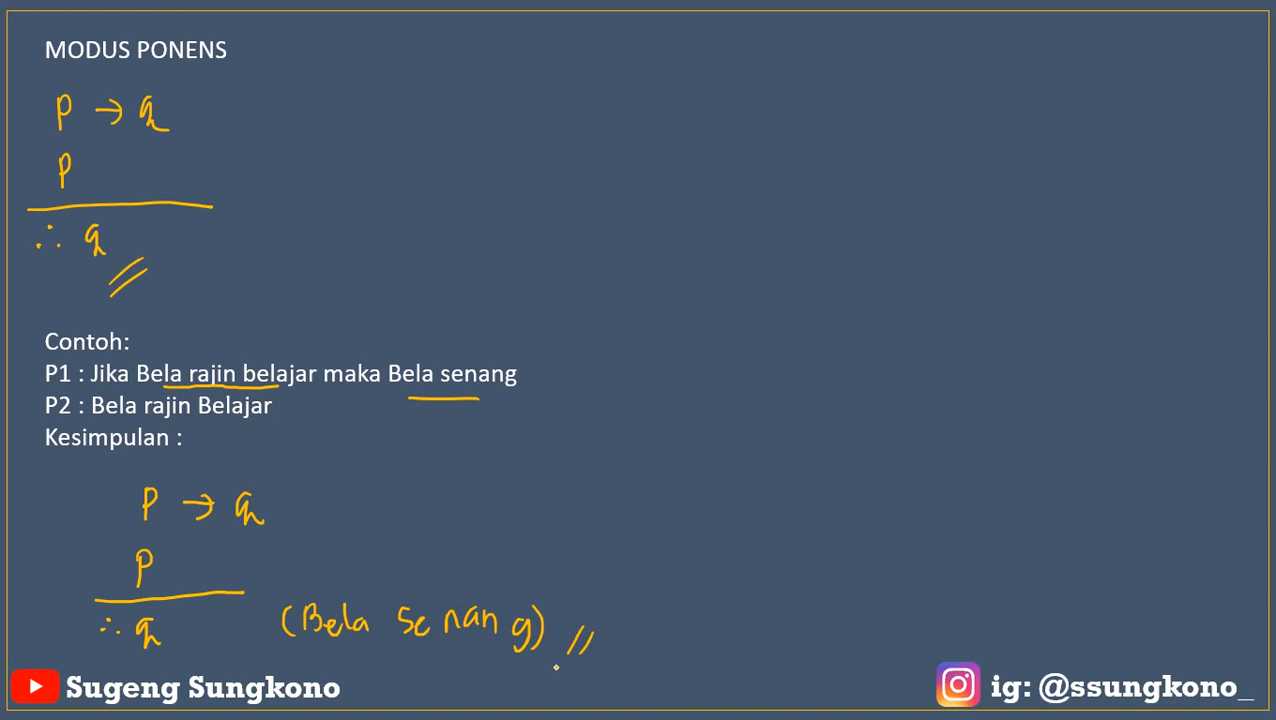 MODUS PONENS
p → q
p
∴ q
Contoh:
P1 : Jika Bela rajin belajar maka Bela senang
P2 : Bela rajin Belajar
Kesimpulan :
p → q
p
∴ q (Bela senang)
Sugeng Sungkono
ig: @ssungkono_